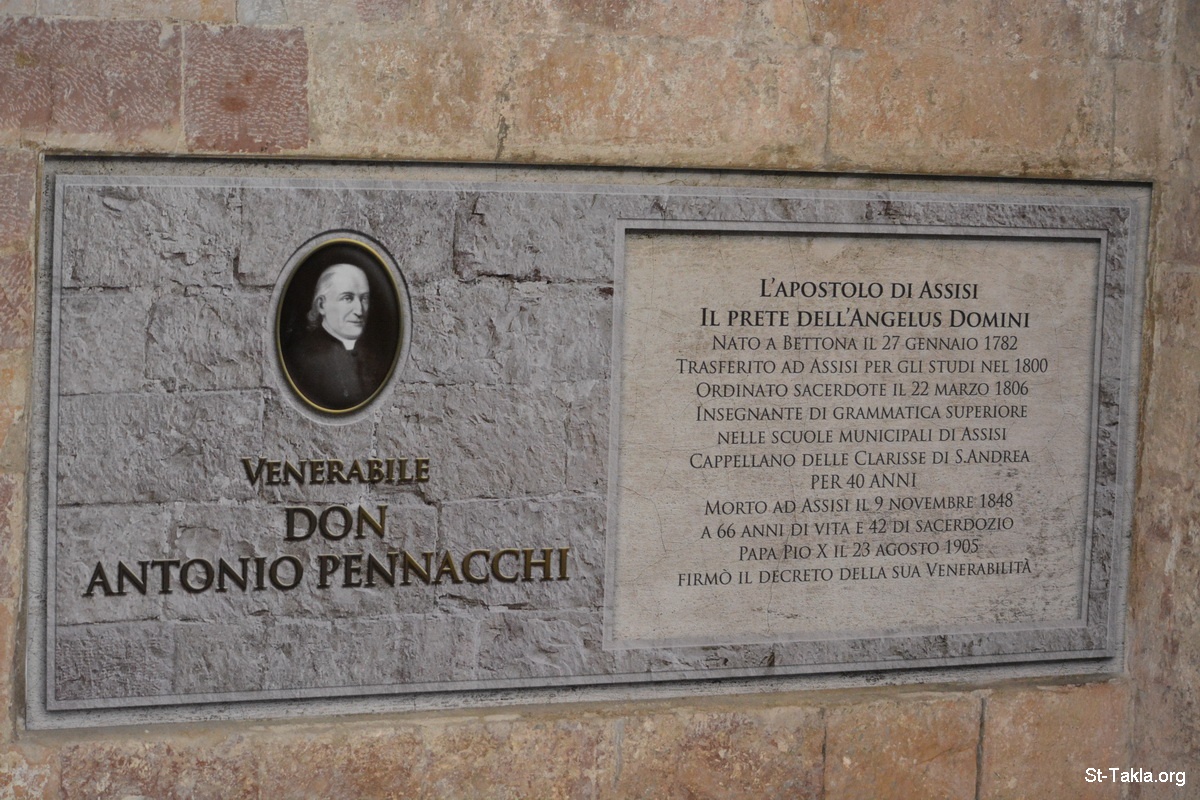 VENERABILE
DON
ANTONIO PENNACCHI
L'APOSTOLO DI ASSISI
IL PRETE DELL'ANGELUS DOMINI
NATO A BETTONA IL 27 GENNAIO 1782
TRASFERITO AD ASSISI PER GLI STUDI NEL 1800
ORDINATO SACERDOTE IL 22 MARZO 1806
INSEGNANTE DI GRAMMATICA SUPERIORE
NELLE SCUOLE MUNICIPALI DI ASSISI
CAPPELLANO DELLE CLARISSE DI S.ANDREA
PER 40 ANNI
MORTO AD ASSISI IL 9 NOVEMBRE 1848
A 66 ANNI DI VITA E 42 DI SACERDOZIO
PAPA PIO X IL 23 AGOSTO 1905
FIRMÒ IL DECRETO DELLA SUA VENERABILITÀ
St-Takla.org